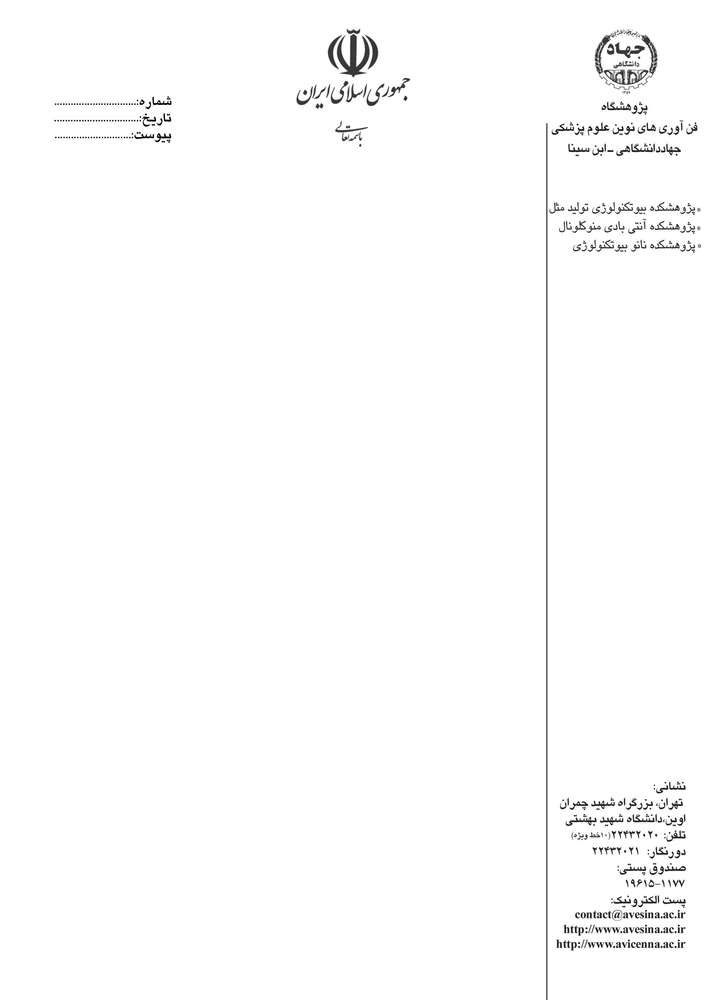 جهاد
دانشگاهی
۱۳۵۹
پژوهشگاه
فن آوری های نوین علوم پزشکی
جهاددانشگاهی ـ ابن سینا
جمهوری اسلامی ایران
باسمه تعالی
شماره:..............................
تاریخ:...............................
پیوست:............................
* پژوهشکده بیوتکنولوژی تولید مثل
* پژوهشکده آنتی بادی منوکلونال
* پژوهشکده نانو بیوتکنولوژی
نشانی:
تهران، بزرگراه شهید چمران
اوین،دانشگاه شهید بهشتی
تلفن: ۲۲۴۳۲۰۲۰(۱۰خط ویژه)
دورنگار: ۲۲۴۳۲۰۲۱
صندوق پستی:
۱۹۶۱۵-۱۱۷۷
پست الکترونیک:
contact@avesina.ac.ir
http://www.avesina.ac.ir
http://www.avicenna.ac.ir